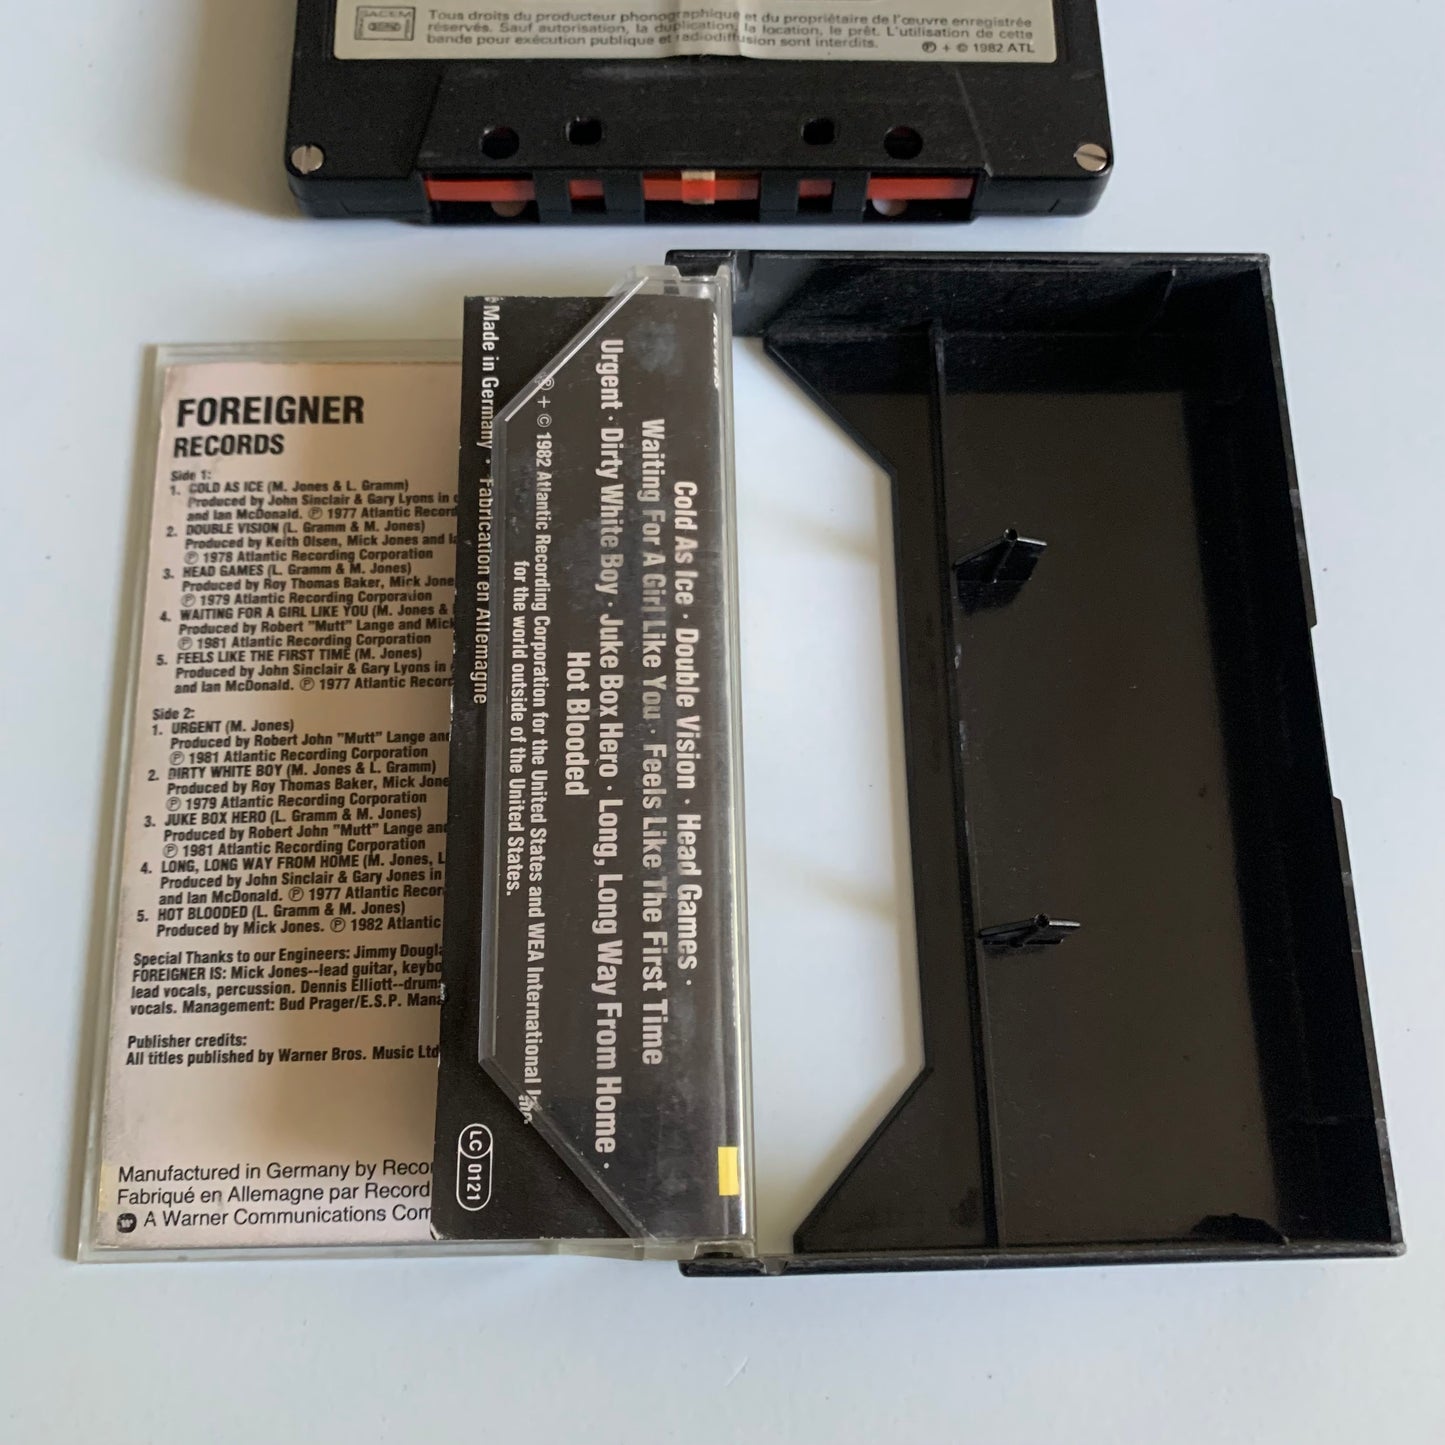 SACEM
Tous droits du producteur phonographique et du propriétaire de l'œuvre enregistrée
réservés. Sauf autorisation, la duplication, la location, le prêt. L'utilisation de cette
bande pour exécution publique et radiodiffusion sont interdits.
℗ + © 1982 ATL
FOREIGNER
RECORDS
Side 1:
1. COLD AS ICE (M. Jones & L. Gramm)
Produced by John Sinclair & Gary Lyons in
and Ian McDonald. ℗ 1977 Atlantic Record
2. DOUBLE VISION (L. Gramm & M. Jones)
Produced by Keith Olsen, Mick Jones and
℗ 1978 Atlantic Recording Corporation
3. HEAD GAMES (L. Gramm & M. Jones)
Produced by Roy Thomas Baker, Mick Jone
℗ 1979 Atlantic Recording Corporation
4. WAITING FOR A GIRL LIKE YOU (M. Jones &
Produced by Robert "Mutt" Lange and Mick
℗ 1981 Atlantic Recording Corporation
5. FEELS LIKE THE FIRST TIME (M. Jones)
Produced by John Sinclair & Gary Lyons in
and Ian McDonald. ℗ 1977 Atlantic Recor
Side 2:
1. URGENT (M. Jones)
Produced by Robert John "Mutt" Lange and
℗ 1981 Atlantic Recording Corporation
2. DIRTY WHITE BOY (M. Jones & L. Gramm)
Produced by Roy Thomas Baker, Mick Jone
℗ 1979 Atlantic Recording Corporation
3. JUKE BOX HERO (L. Gramm & M. Jones)
Produced by Robert John "Mutt" Lange and
℗ 1981 Atlantic Recording Corporation
4. LONG, LONG WAY FROM HOME (M. Jones, L
Produced by John Sinclair & Gary Jones in
and Ian McDonald. ℗ 1977 Atlantic Recor
5. HOT BLOODED (L. Gramm & M. Jones)
Produced by Mick Jones. ℗ 1982 Atlantic
Special Thanks to our Engineers: Jimmy Dougla
FOREIGNER IS: Mick Jones--lead guitar, keybo
lead vocals, percussion. Dennis Elliott--drum
vocals. Management: Bud Prager/E.S.P. Mana
Publisher credits:
All titles published by Warner Bros. Music Ltd
Manufactured in Germany by Recor
Fabriqué en Allemagne par Record
A Warner Communications Com
Cold As Ice · Double Vision · Head Games ·
Waiting For A Girl Like You · Feels Like The First Time
Urgent · Dirty White Boy · Juke Box Hero · Long, Long Way From Home ·
Hot Blooded
℗ + © 1982 Atlantic Recording Corporation for the United States and WEA International Inc.
for the world outside of the United States.
Made in Germany · Fabrication en Allemagne
LC 0121